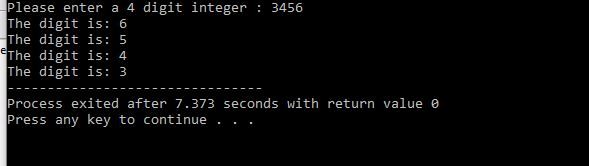 Please enter a 4 digit integer : 3456
The digit is: 6
The digit is: 5
The digit is: 4
The digit is: 3
--------------------------------
Process exited after 7.373 seconds with return value 0
Press any key to continue . . .